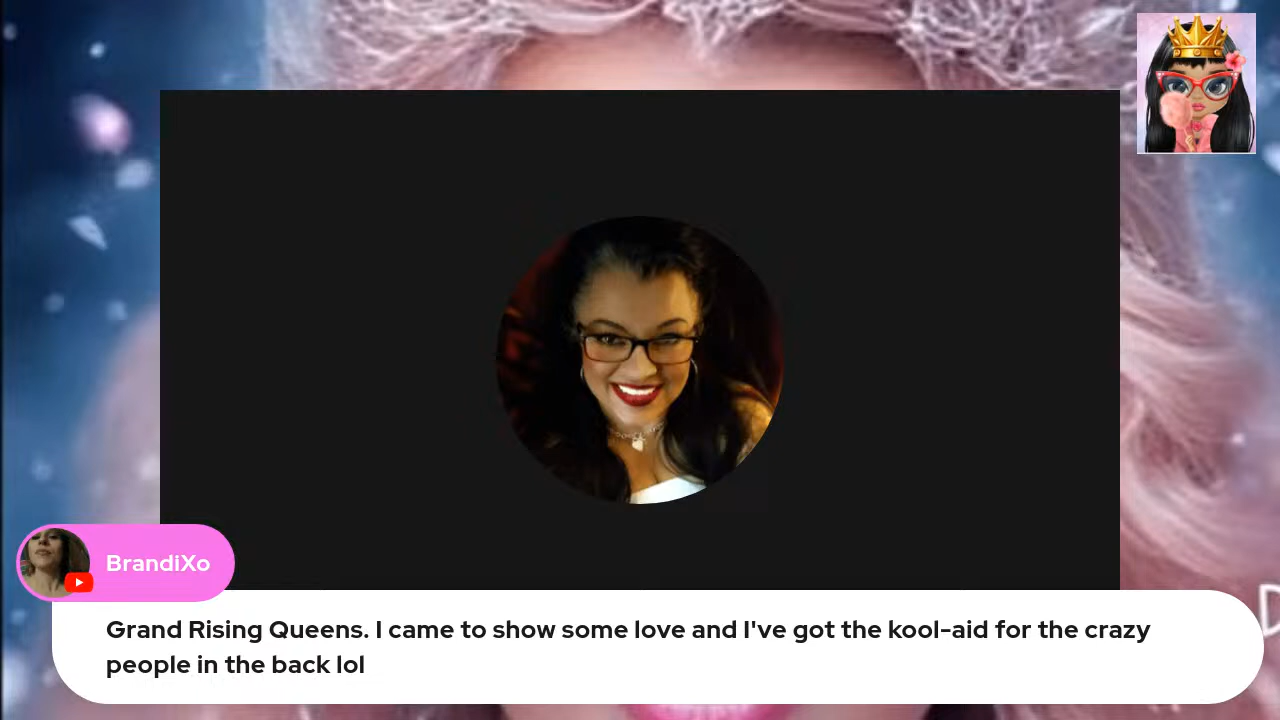 BrandiXo
Grand Rising Queens. I came to show some love and I've got the kool-aid for the crazy
people in the back lol